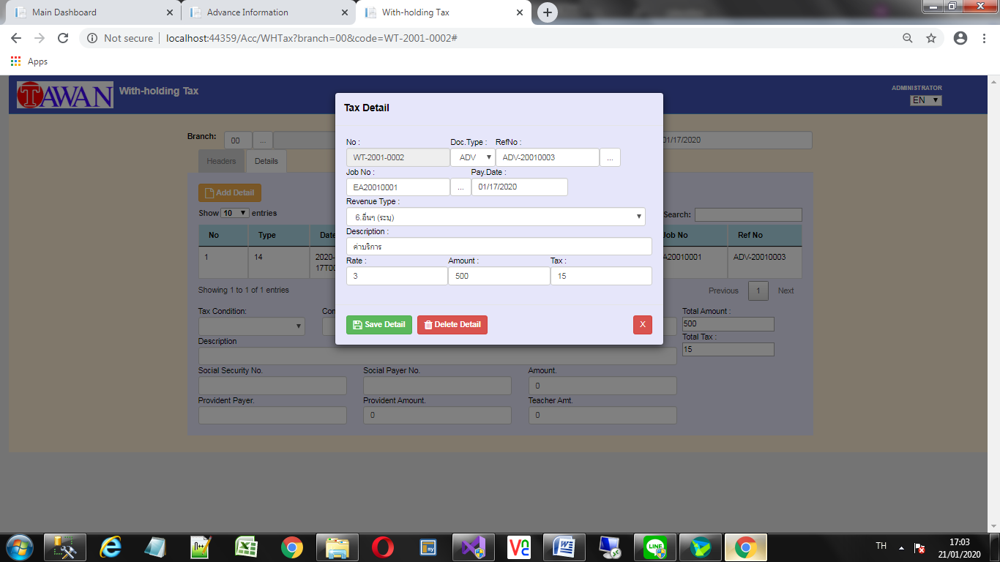 Main Dashboard
Advance Information
With-holding Tax
Not secure
localhost:44359/Acc/WHTax?branch=00&code=WT-2001-0002#
Apps
TAWAN
With-holding Tax
ADMINISTRATOR
EN
Tax Detail
Branch:
00
...
01/17/2020
Headers
Details
No :
Doc.Type :
RefNo :
WT-2001-0002
ADV
ADV-20010003
...
Job No :
Pay.Date :
EA20010001
...
01/17/2020
Revenue Type :
6.อื่นๆ (ระบุ)
Description :
ค่าบริการ
Rate :
Amount :
Tax :
3
500
15
Save Detail
Delete Detail
X
Add Detail
Show 10 entries
Search:
No
Type
Date
Job No
Ref No
1
14
2020-
17T00
A20010001
ADV-20010003
Showing 1 to 1 of 1 entries
Previous
1
Next
Tax Condition:
Con
Total Amount :
500
Description
Total Tax :
15
Social Security No.
Social Payer No.
Amount.
0
Provident Payer.
Provident Amount.
Teacher Amt.
0
0
TH
17:03
21/01/2020